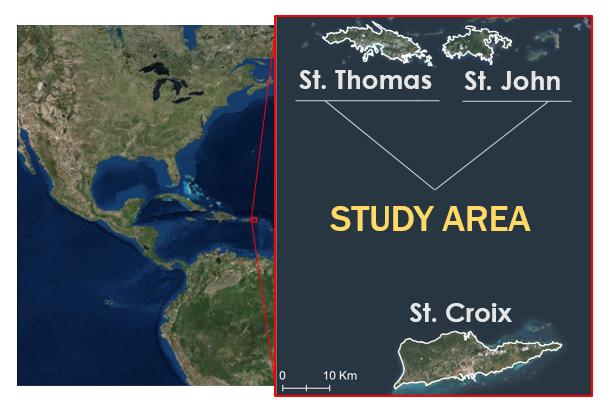 St. Thomas
St. John
STUDY AREA
St. Croix
0 10 Km